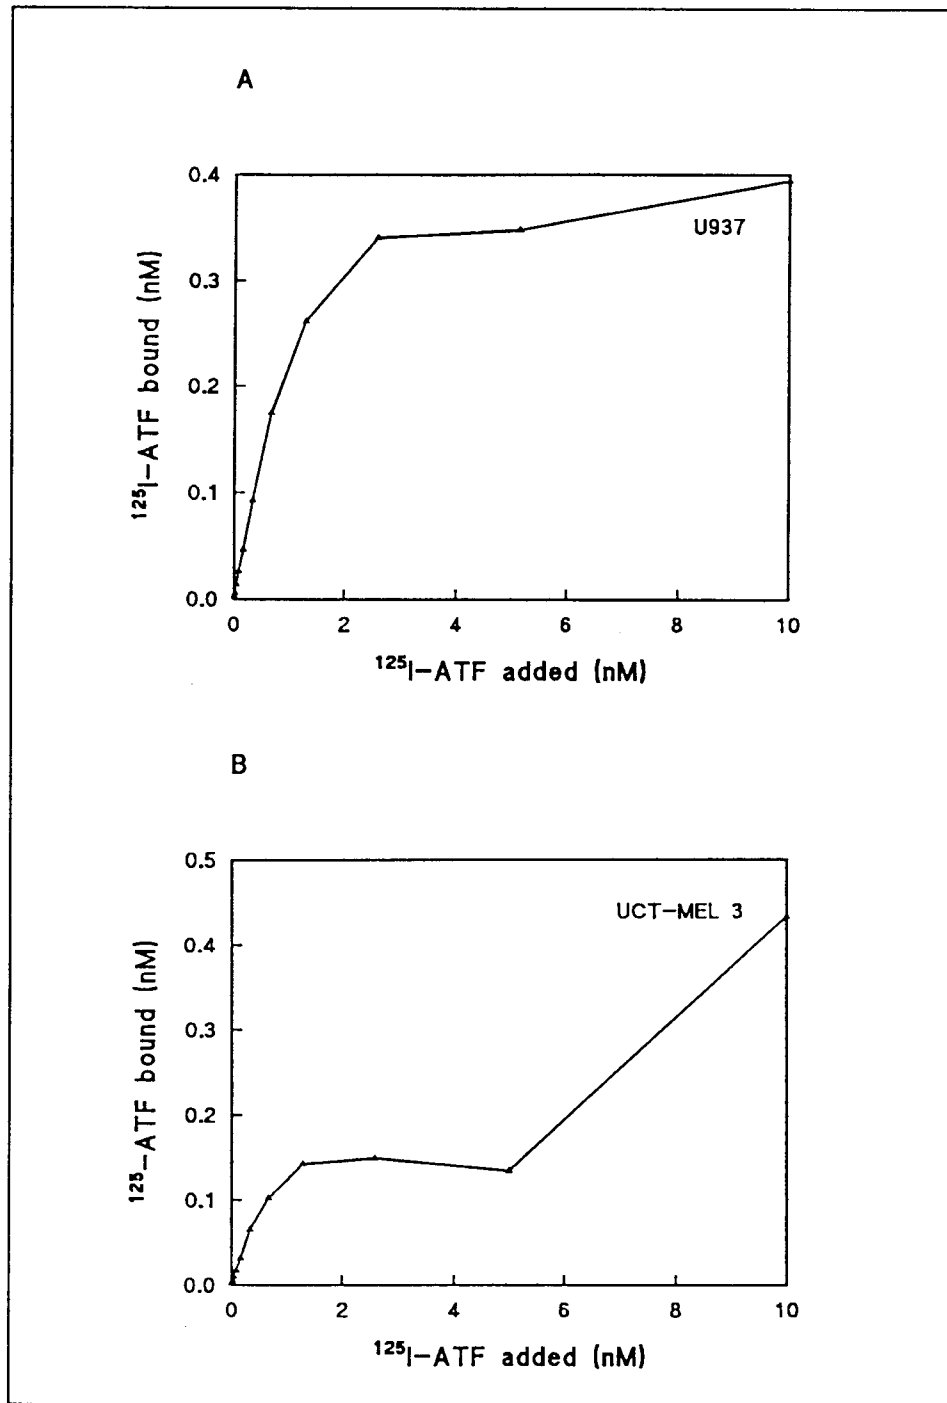 A
0.4
U937
0.3
0.2
0.1
0.0
¹²⁵I-ATF bound (nM)
0 2 4 6 8 10
¹²⁵I-ATF added (nM)
B
0.5
UCT-MEL 3
0.4
0.3
0.2
0.1
0.0
¹²⁵-ATF bound (nM)
0 2 4 6 8 10
¹²⁵I-ATF added (nM)